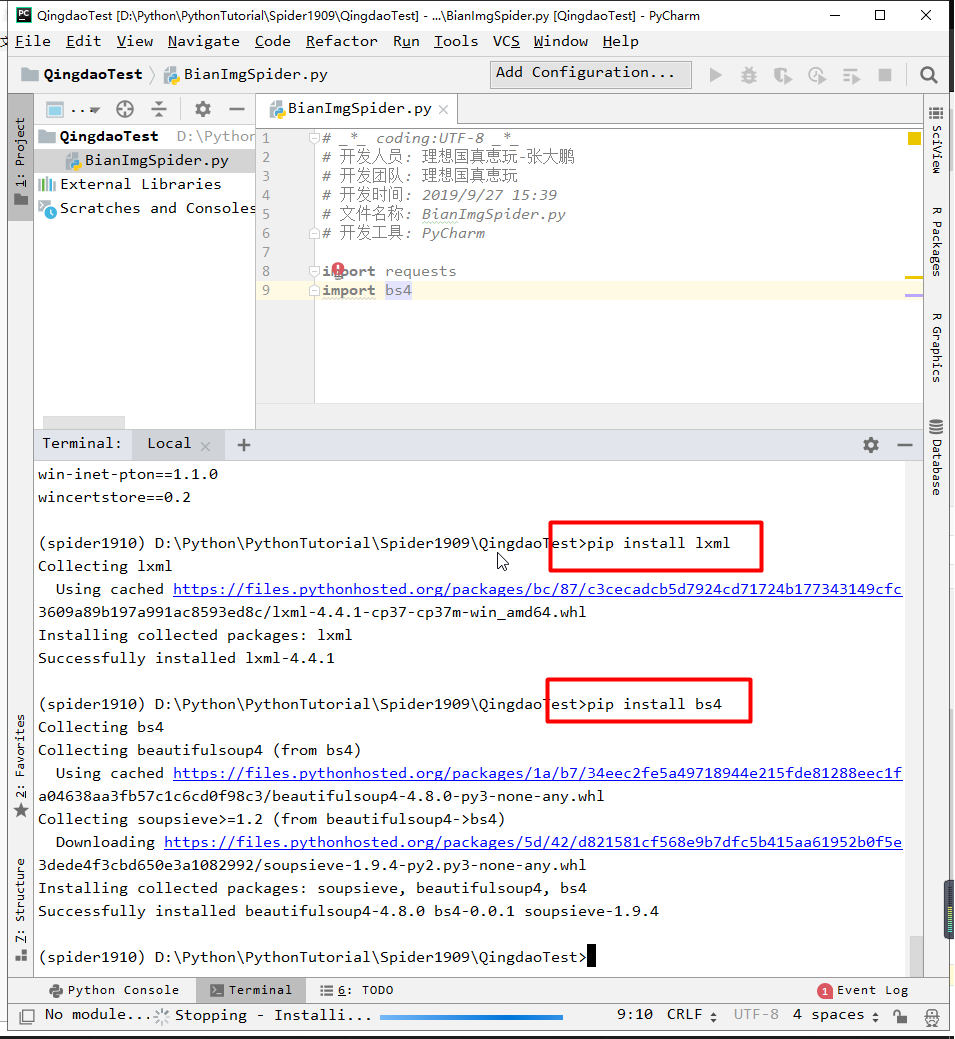 QingdaoTest [D:\Python\PythonTutorial\Spider1909\QingdaoTest] - ...\BianImgSpider.py [QingdaoTest] - PyCharm
File Edit View Navigate Code Refactor Run Tools VCS Window Help
QingdaoTest BianImgSpider.py Add Configuration...
1: Project
BianImgSpider.py
QingdaoTest D:\Python
BianImgSpider.py
External Libraries
Scratches and Consoles
1 # _*_ coding:UTF-8 _*_
2 # 开发人员: 理想国真恵玩-张大鹏
3 # 开发团队: 理想国真恵玩
4 # 开发时间: 2019/9/27 15:39
5 # 文件名称: BianImgSpider.py
6 # 开发工具: PyCharm
7
8 import requests
9 import bs4
SciView
R Packages
R Graphics
Database
Terminal: Local
win-inet-pton==1.1.0
wincertstore==0.2
(spider1910) D:\Python\PythonTutorial\Spider1909\QingdaoTest>pip install lxml
Collecting lxml
Using cached https://files.pythonhosted.org/packages/bc/87/c3cecadcb5d7924cd71724b177343149cfc
3609a89b197a991ac8593ed8c/lxml-4.4.1-cp37-cp37m-win_amd64.whl
Installing collected packages: lxml
Successfully installed lxml-4.4.1
(spider1910) D:\Python\PythonTutorial\Spider1909\QingdaoTest>pip install bs4
Collecting bs4
Collecting beautifulsoup4 (from bs4)
Using cached https://files.pythonhosted.org/packages/1a/b7/34eec2fe5a49718944e215fde81288eec1f
a04638aa3fb57c1c6cd0f98c3/beautifulsoup4-4.8.0-py3-none-any.whl
Collecting soupsieve>=1.2 (from beautifulsoup4->bs4)
Downloading https://files.pythonhosted.org/packages/5d/42/d821581cf568e9b7dfc5b415aa61952b0f5e
3dede4f3cbd650e3a1082992/soupsieve-1.9.4-py2.py3-none-any.whl
Installing collected packages: soupsieve, beautifulsoup4, bs4
Successfully installed beautifulsoup4-4.8.0 bs4-0.0.1 soupsieve-1.9.4
(spider1910) D:\Python\PythonTutorial\Spider1909\QingdaoTest>
2: Favorites
7: Structure
Python Console Terminal 6: TODO 1 Event Log
No module... Stopping - Installi... 9:10 CRLF UTF-8 4 spaces